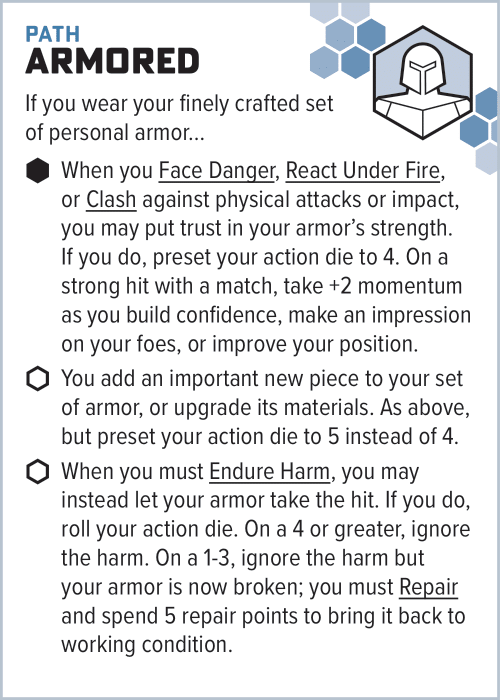 PATH
ARMORED
If you wear your finely crafted set
of personal armor...
When you Face Danger, React Under Fire,
or Clash against physical attacks or impact,
you may put trust in your armor’s strength.
If you do, preset your action die to 4. On a
strong hit with a match, take +2 momentum
as you build confidence, make an impression
on your foes, or improve your position.
You add an important new piece to your set
of armor, or upgrade its materials. As above,
but preset your action die to 5 instead of 4.
When you must Endure Harm, you may
instead let your armor take the hit. If you do,
roll your action die. On a 4 or greater, ignore
the harm. On a 1-3, ignore the harm but
your armor is now broken; you must Repair
and spend 5 repair points to bring it back to
working condition.